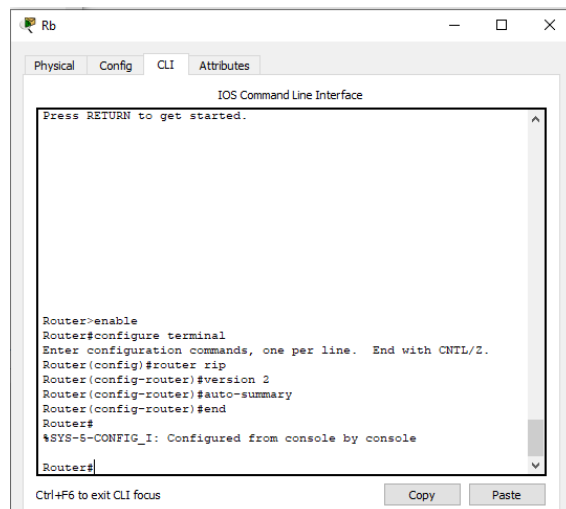 Rb
Physical Config CLI Attributes
IOS Command Line Interface
Press RETURN to get started.
Router>enable
Router#configure terminal
Enter configuration commands, one per line.  End with CNTL/Z.
Router(config)#router rip
Router(config-router)#version 2
Router(config-router)#auto-summary
Router(config-router)#end
Router#
%SYS-5-CONFIG_I: Configured from console by console
Router#
Ctrl+F6 to exit CLI focus
Copy Paste